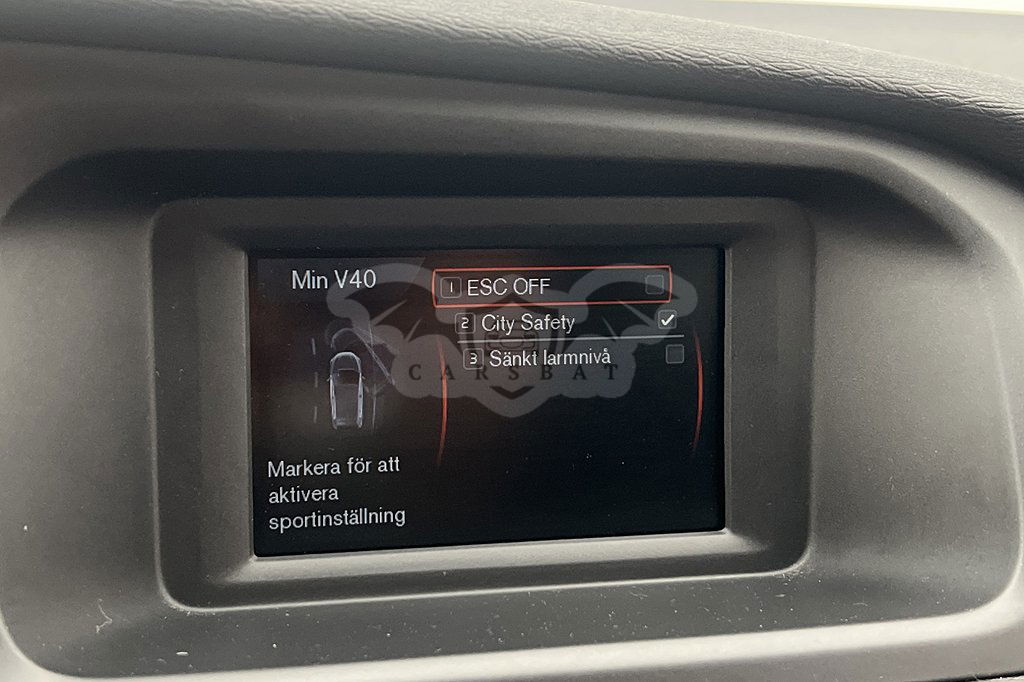 Min V40
1 ESC OFF
2 City Safety
3 Sänkt larmnivå
CARSBAT
Markera för att
aktivera
sportinställning